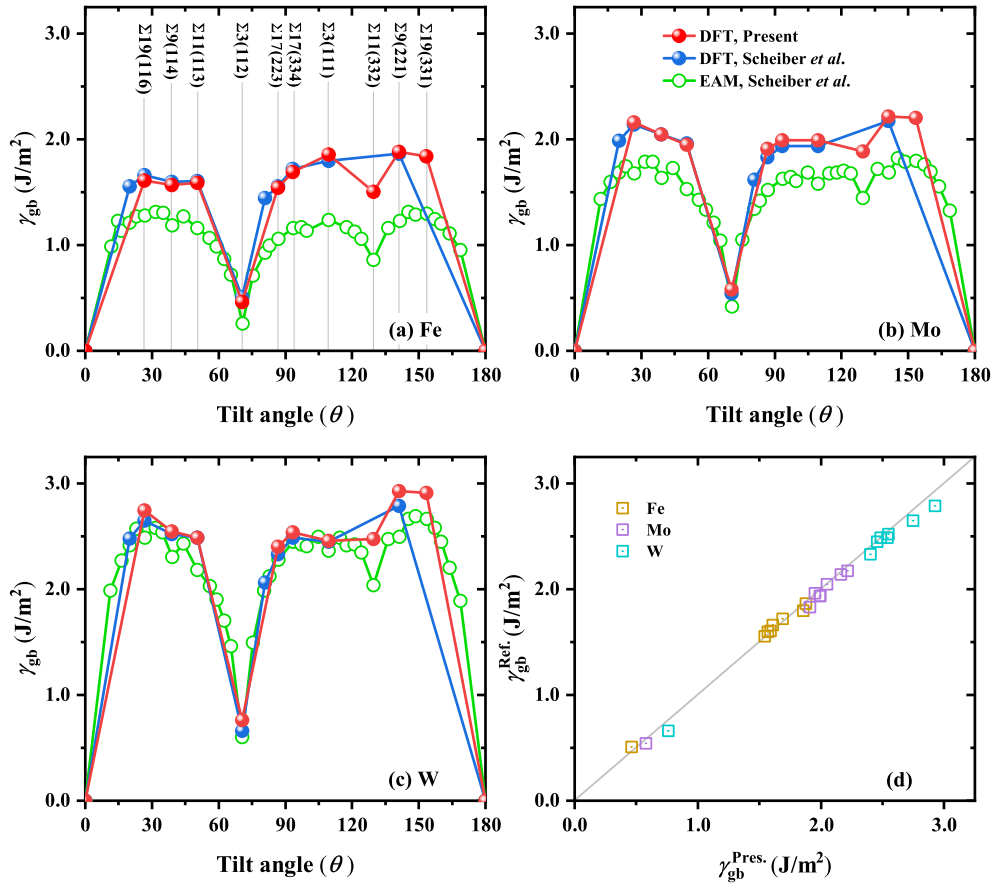 Σ19(116)
Σ9(114)
Σ11(113)
Σ3(112)
Σ17(223)
Σ17(334)
Σ3(111)
Σ11(332)
Σ9(221)
Σ19(331)
3.0
2.0
1.0
0.0
γgb (J/m²)
(a) Fe
0 30 60 90 120 150 180
Tilt angle (θ)
DFT, Present
DFT, Scheiber et al.
EAM, Scheiber et al.
3.0
2.0
1.0
0.0
γgb (J/m²)
(b) Mo
0 30 60 90 120 150 180
Tilt angle (θ)
3.0
2.0
1.0
0.0
γgb (J/m²)
(c) W
0 30 60 90 120 150 180
Tilt angle (θ)
Fe
Mo
W
3.0
2.0
1.0
0.0
γgb^Ref. (J/m²)
(d)
0.0 1.0 2.0 3.0
γgb^Pres. (J/m²)